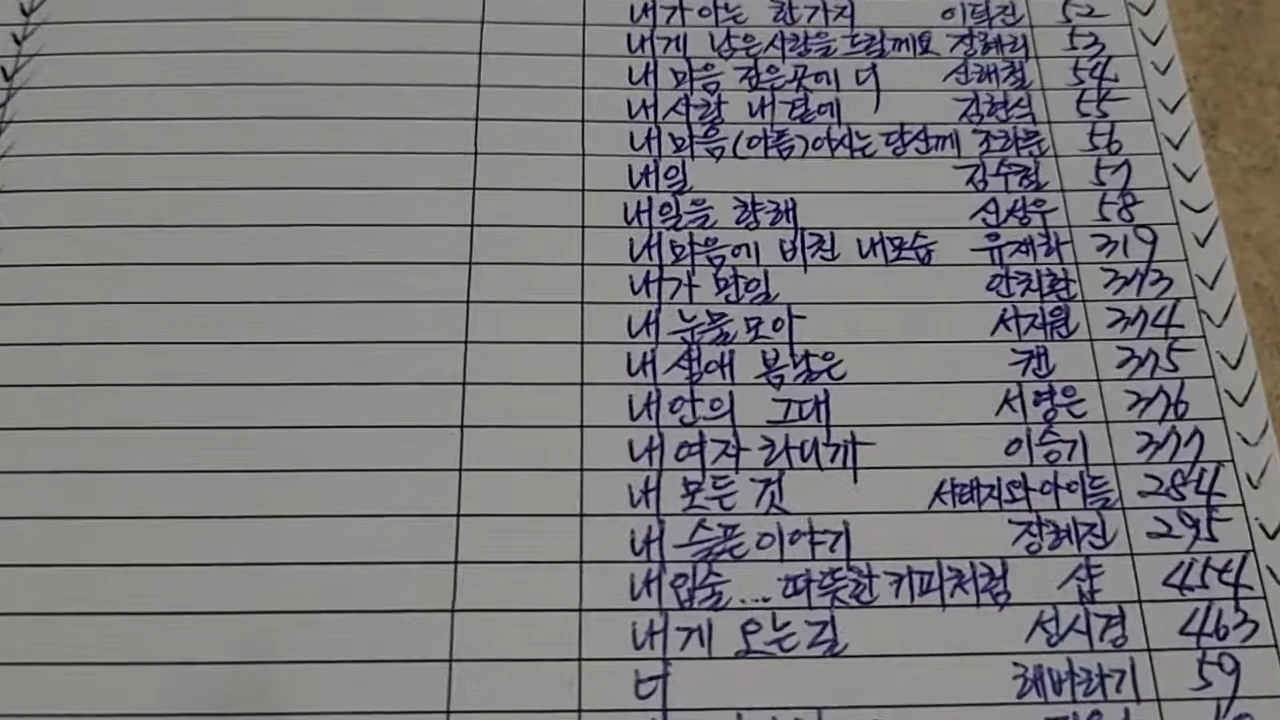 내가아는 한가지 이덕진 52
내게 남은사랑을드릴께요 장혜리 53
내 마음 깊은곳에 너 신해철 54
내사랑 내곁에 김현식 55
내 마음(아픔)아시는 당신께 조하문 56
내일 김수철 57
내일을 향해 신성우 58
내마음에 비친 내모습 유재하 319
내가 만일 안치환 373
내 눈물모아 서지원 374
내 생애 봄날은 캔 375
내 안의 그대 서영은 376
내 여자라니까 이승기 377
내 모든 것 서태지와아이들 284
내 슬픈이야기 장혜진 295
내입술...따뜻한커피처럼 샵 454
내게 오는길 성시경 463
너 해바라기 59